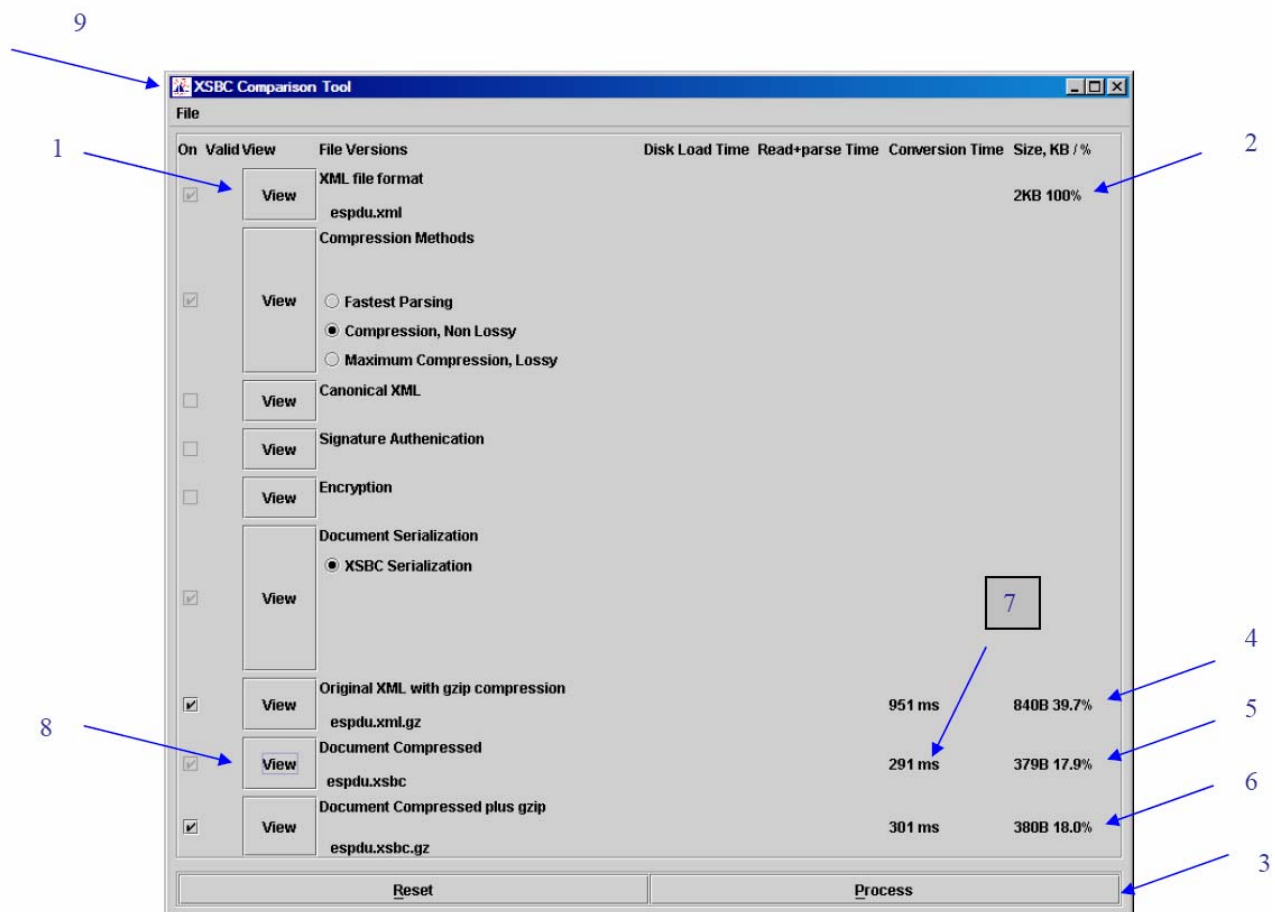 9
XSBC Comparison Tool
File
On Valid View File Versions Disk Load Time Read+parse Time Conversion Time Size, KB / %
1
2
XML file format
View
2KB 100%
espdu.xml
Compression Methods
View
Fastest Parsing
Compression, Non Lossy
Maximum Compression, Lossy
Canonical XML
View
Signature Authenication
View
Encryption
View
Document Serialization
XSBC Serialization
View
7
4
Original XML with gzip compression
View
951 ms
840B 39.7%
espdu.xml.gz
5
8
Document Compressed
View
291 ms
379B 17.9%
espdu.xsbc
6
Document Compressed plus gzip
View
301 ms
380B 18.0%
espdu.xsbc.gz
3
Reset
Process